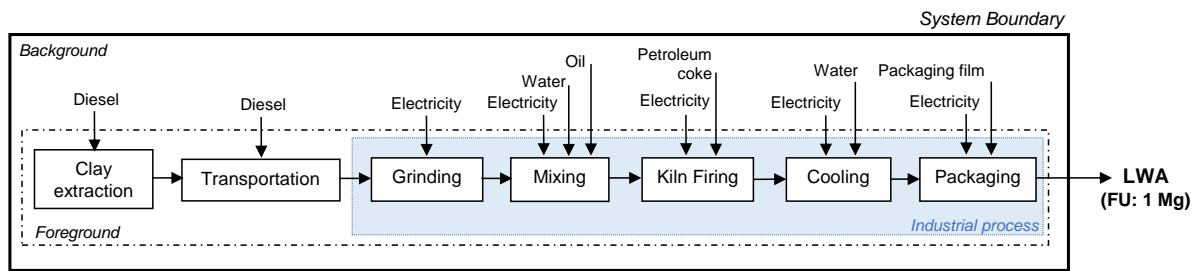 System Boundary
Background
Diesel
Diesel
Electricity
Oil
Water
Electricity
Petroleum
coke
Electricity
Water
Electricity
Packaging film
Electricity
Clay
extraction
Transportation
Grinding
Mixing
Kiln Firing
Cooling
Packaging
LWA
(FU: 1 Mg)
Foreground
Industrial process